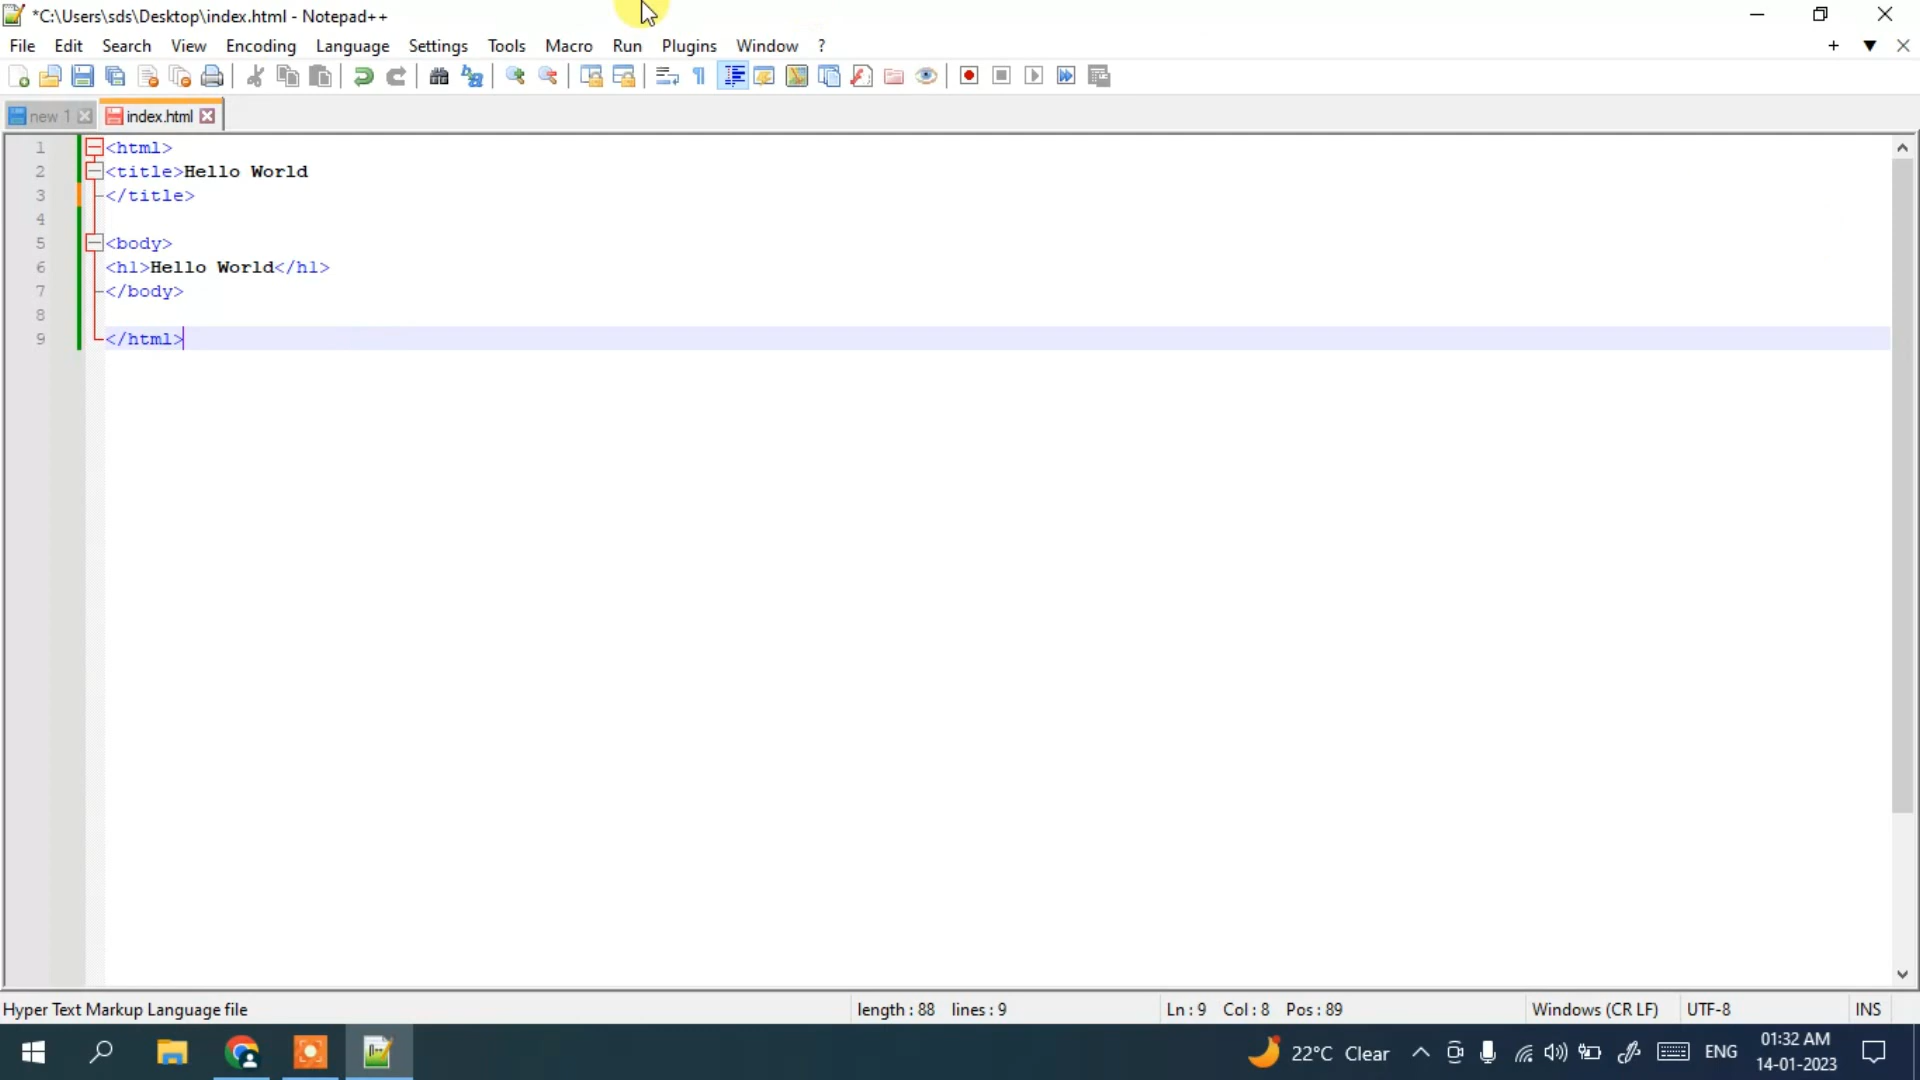 *C:\Users\sds\Desktop\index.html - Notepad++
File Edit Search View Encoding Language Settings Tools Macro Run Plugins Window ?
new 1 index.html
1 <html>
2 <title>Hello World
3 </title>
4
5 <body>
6 <h1>Hello World</h1>
7 </body>
8
9 </html>
Hyper Text Markup Language file length : 88 lines : 9 Ln : 9 Col : 8 Pos : 89 Windows (CR LF) UTF-8 INS
22°C Clear ENG 01:32 AM
14-01-2023